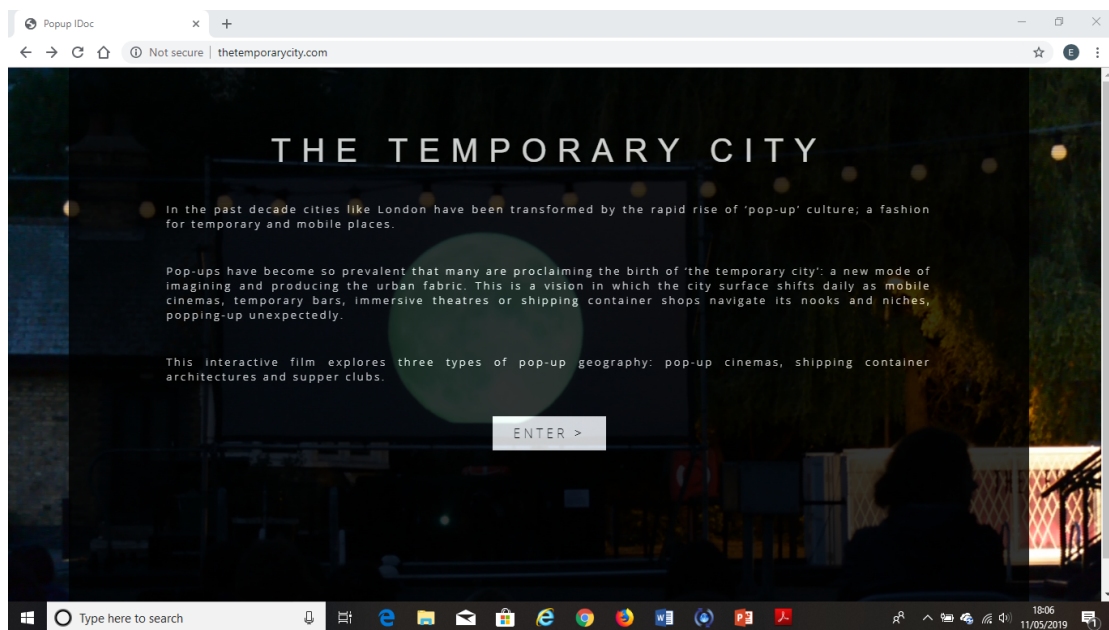 Popup IDoc
Not secure | thetemporarycity.com
E
THE TEMPORARY CITY
In the past decade cities like London have been transformed by the rapid rise of ‘pop-up’ culture; a fashion
for temporary and mobile places.
Pop-ups have become so prevalent that many are proclaiming the birth of ‘the temporary city’: a new mode of
imagining and producing the urban fabric. This is a vision in which the city surface shifts daily as mobile
cinemas, temporary bars, immersive theatres or shipping container shops navigate its nooks and niches,
popping-up unexpectedly.
This interactive film explores three types of pop-up geography: pop-up cinemas, shipping container
architectures and supper clubs.
ENTER >
Type here to search
18:06
11/05/2019